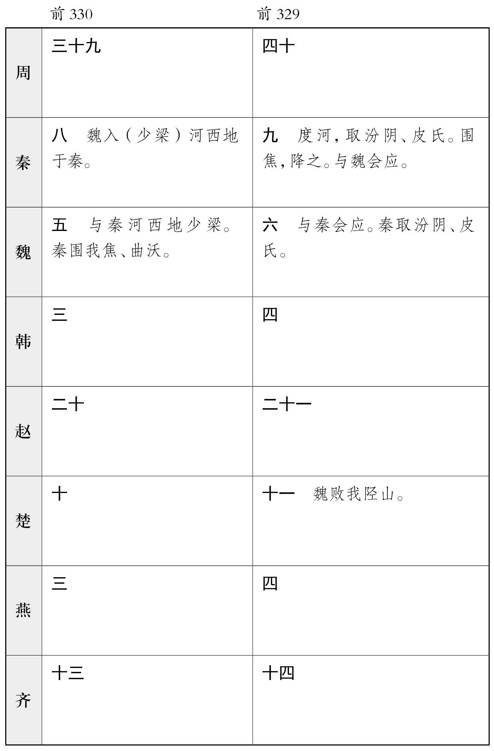 前 330 前 329
周 三十九 四十
秦 八 魏入（少梁）河西地于秦。 九 度河，取汾阴、皮氏。围焦，降之。与魏会应。
魏 五 与秦河西地少梁。秦围我焦、曲沃。 六 与秦会应。秦取汾阴、皮氏。
韩 三 四
赵 二十 二十一
楚 十 十一 魏败我陉山。
燕 三 四
齐 十三 十四